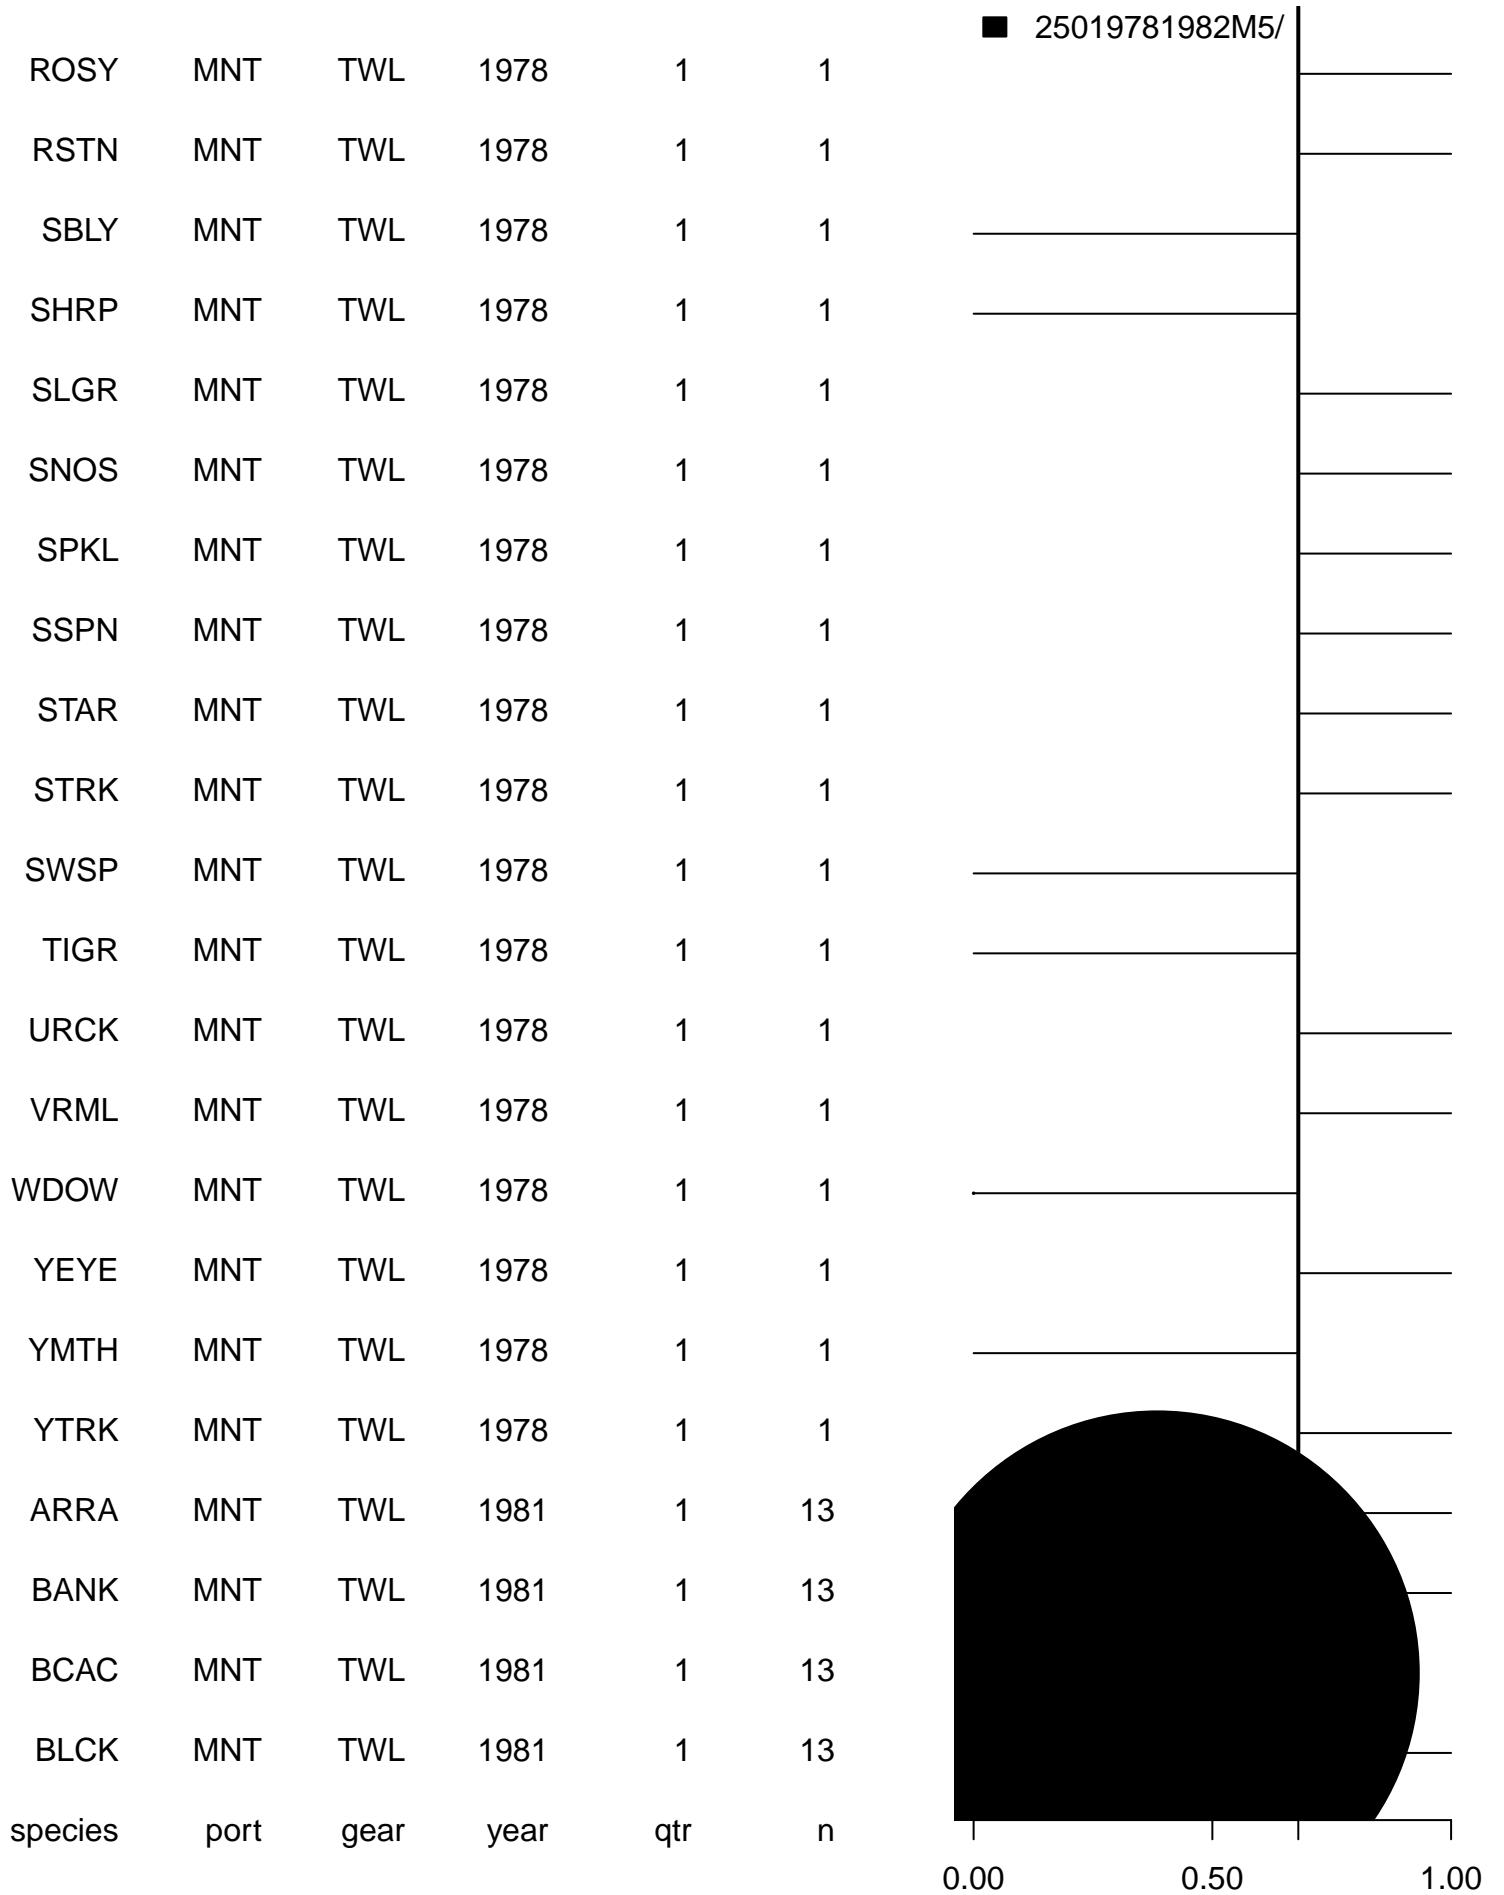 25019781982M5/
ROSY MNT TWL 1978 1 1
RSTN MNT TWL 1978 1 1
SBLY MNT TWL 1978 1 1
SHRP MNT TWL 1978 1 1
SLGR MNT TWL 1978 1 1
SNOS MNT TWL 1978 1 1
SPKL MNT TWL 1978 1 1
SSPN MNT TWL 1978 1 1
STAR MNT TWL 1978 1 1
STRK MNT TWL 1978 1 1
SWSP MNT TWL 1978 1 1
TIGR MNT TWL 1978 1 1
URCK MNT TWL 1978 1 1
VRML MNT TWL 1978 1 1
WDOW MNT TWL 1978 1 1
YEYE MNT TWL 1978 1 1
YMTH MNT TWL 1978 1 1
YTRK MNT TWL 1978 1 1
ARRA MNT TWL 1981 1 13
BANK MNT TWL 1981 1 13
BCAC MNT TWL 1981 1 13
BLCK MNT TWL 1981 1 13
species port gear year qtr n
0.00 0.50 1.00